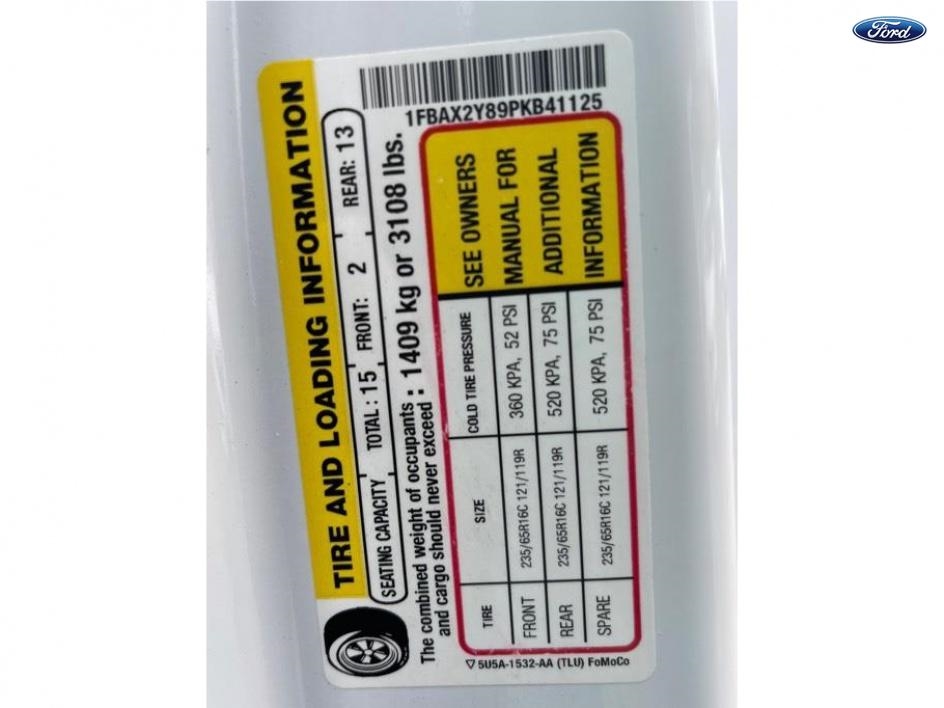 Ford
1FBAX2Y89PKB41125
TIRE AND LOADING INFORMATION
SEATING CAPACITY TOTAL : 15 FRONT: 2 REAR: 13
The combined weight of occupants
and cargo should never exceed : 1409 kg or 3108 lbs.
TIRE SIZE COLD TIRE PRESSURE
FRONT 235/65R16C 121/119R 360 KPA, 52 PSI
REAR 235/65R16C 121/119R 520 KPA, 75 PSI
SPARE 235/65R16C 121/119R 520 KPA, 75 PSI
SEE OWNERS
MANUAL FOR
ADDITIONAL
INFORMATION
5U5A-1532-AA (TLU) FoMoCo